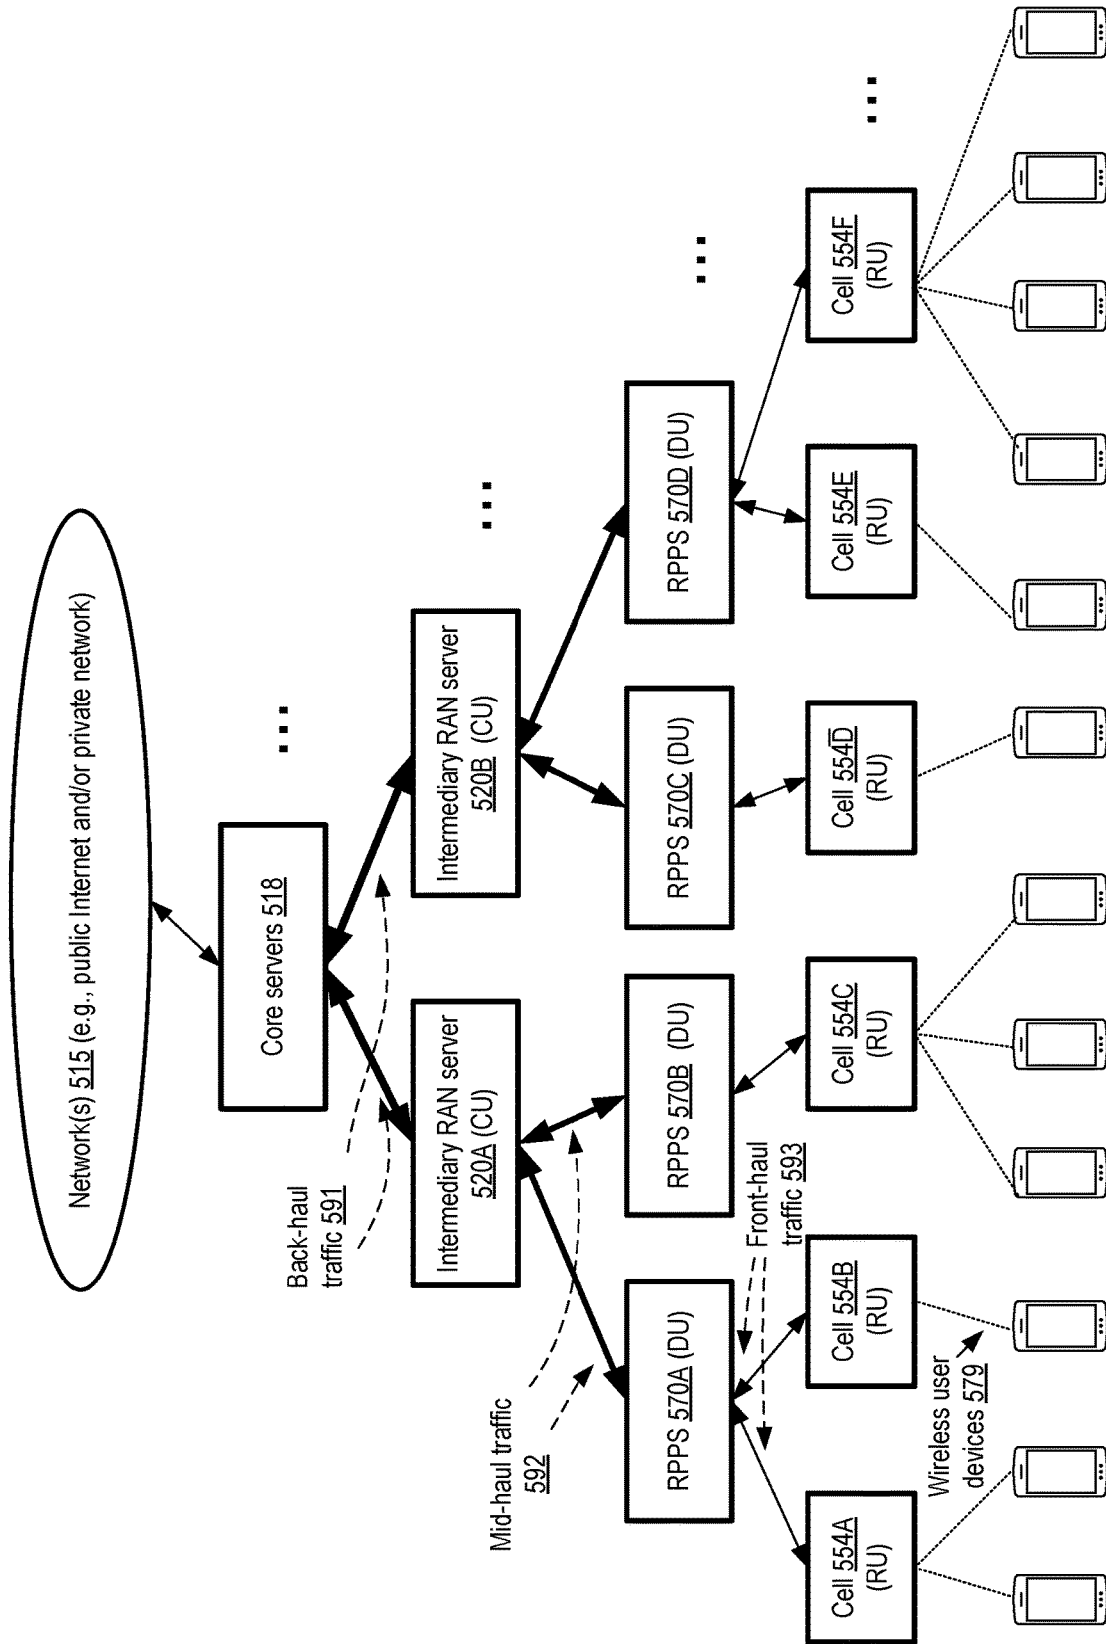 Network(s) 515 (e.g., public Internet and/or private network)
Core servers 518
...
Back-haul
traffic 591
Intermediary RAN server
520A (CU)
Intermediary RAN server
520B (CU)
...
Mid-haul traffic
592
RPPS 570A (DU)
RPPS 570B (DU)
RPPS 570C (DU)
RPPS 570D (DU)
...
Front-haul
traffic 593
Cell 554A
(RU)
Cell 554B
(RU)
Cell 554C
(RU)
Cell 554D
(RU)
Cell 554E
(RU)
Cell 554F
(RU)
...
Wireless user
devices 579